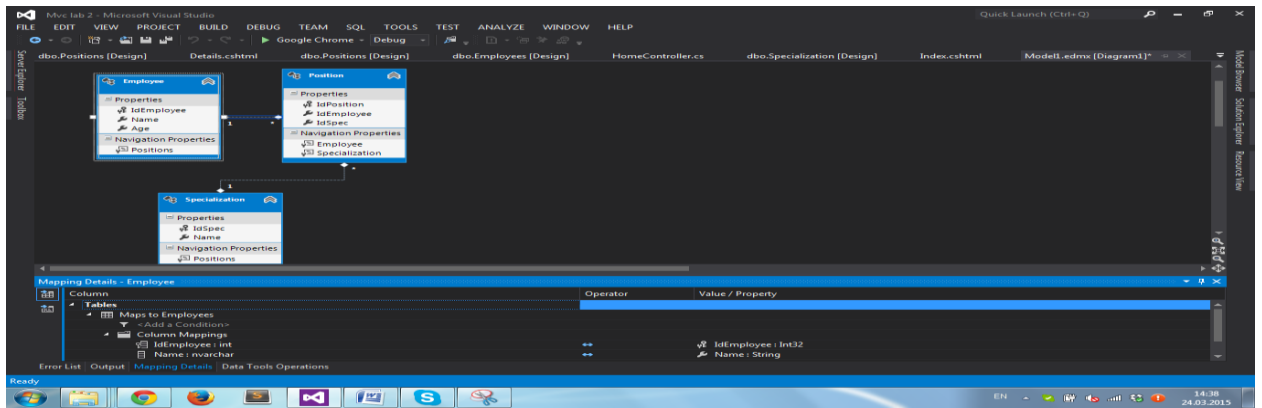 Mvc lab 2 - Microsoft Visual Studio
Quick Launch (Ctrl+Q)
FILE EDIT VIEW PROJECT BUILD DEBUG TEAM SQL TOOLS TEST ANALYZE WINDOW HELP
Google Chrome Debug
dbo.Positions [Design] Details.cshtml dbo.Positions [Design] dbo.Employees [Design] HomeController.cs dbo.Specialization [Design] Index.cshtml Model1.edmx [Diagram1]*
Server Explorer
Toolbox
Employee
Properties
IdEmployee
Name
Age
Navigation Properties
Positions
1
*
Position
Properties
IdPosition
IdEmployee
IdSpec
Navigation Properties
Employee
Specialization
*
1
Specialization
Properties
IdSpec
Name
Navigation Properties
Positions
Model Browser
Solution Explorer
Resource View
Mapping Details - Employee
Column Operator Value / Property
Tables
Maps to Employees
<Add a Condition>
Column Mappings
IdEmployee : int IdEmployee : Int32
Name : nvarchar Name : String
Error List Output Mapping Details Data Tools Operations
Ready
EN 14:38
24.03.2015